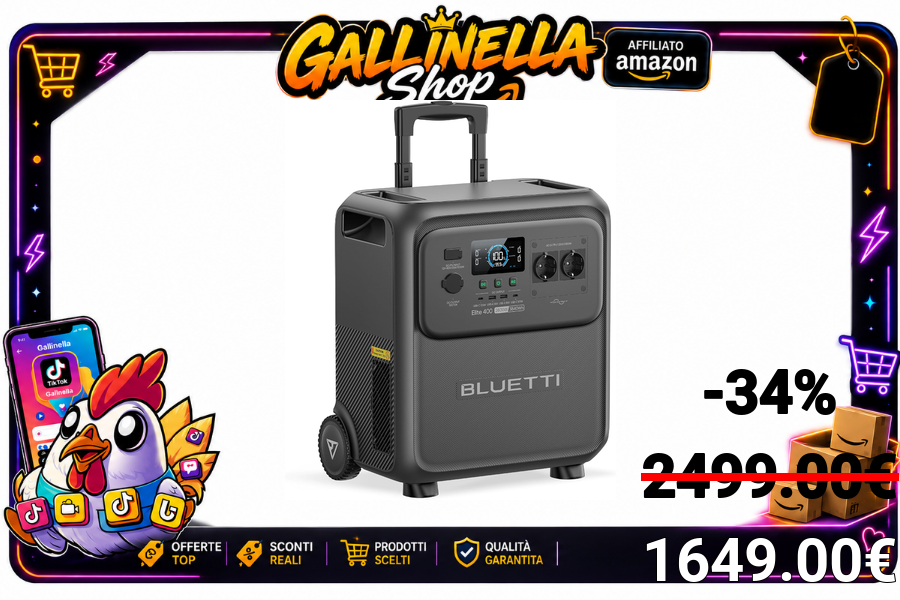 GALLINELLA
Shop
AFFILIATO
amazon
Gallinella
TikTok
Gallinella
100
Elite 400
BLUETTI
-34%
2499.00€
1649.00€
OFFERTE
TOP
SCONTI
REALI
PRODOTTI
SCELTI
QUALITÀ
GARANTITA